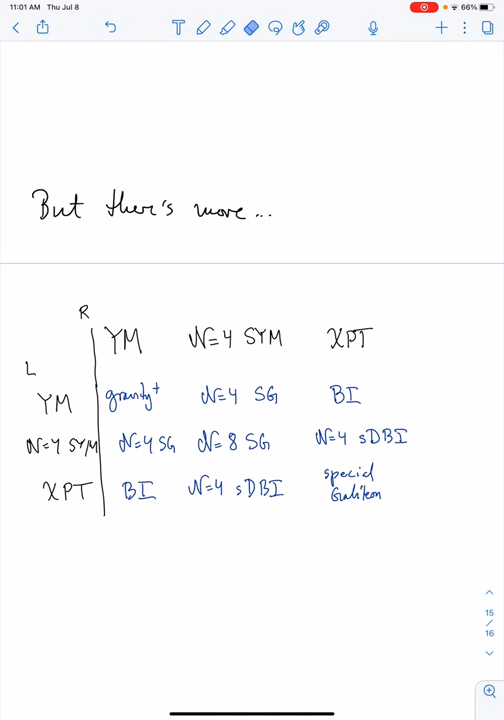 11:01 AM Thu Jul 8
66%
T
But ther's more...
R
YM N=4 SYM XPT
L
YM gravity+ N=4 SG BI
N=4 SYM N=4 SG N=8 SG N=4 sDBI
XPT BI N=4 sDBI special Galileon
15
/
16